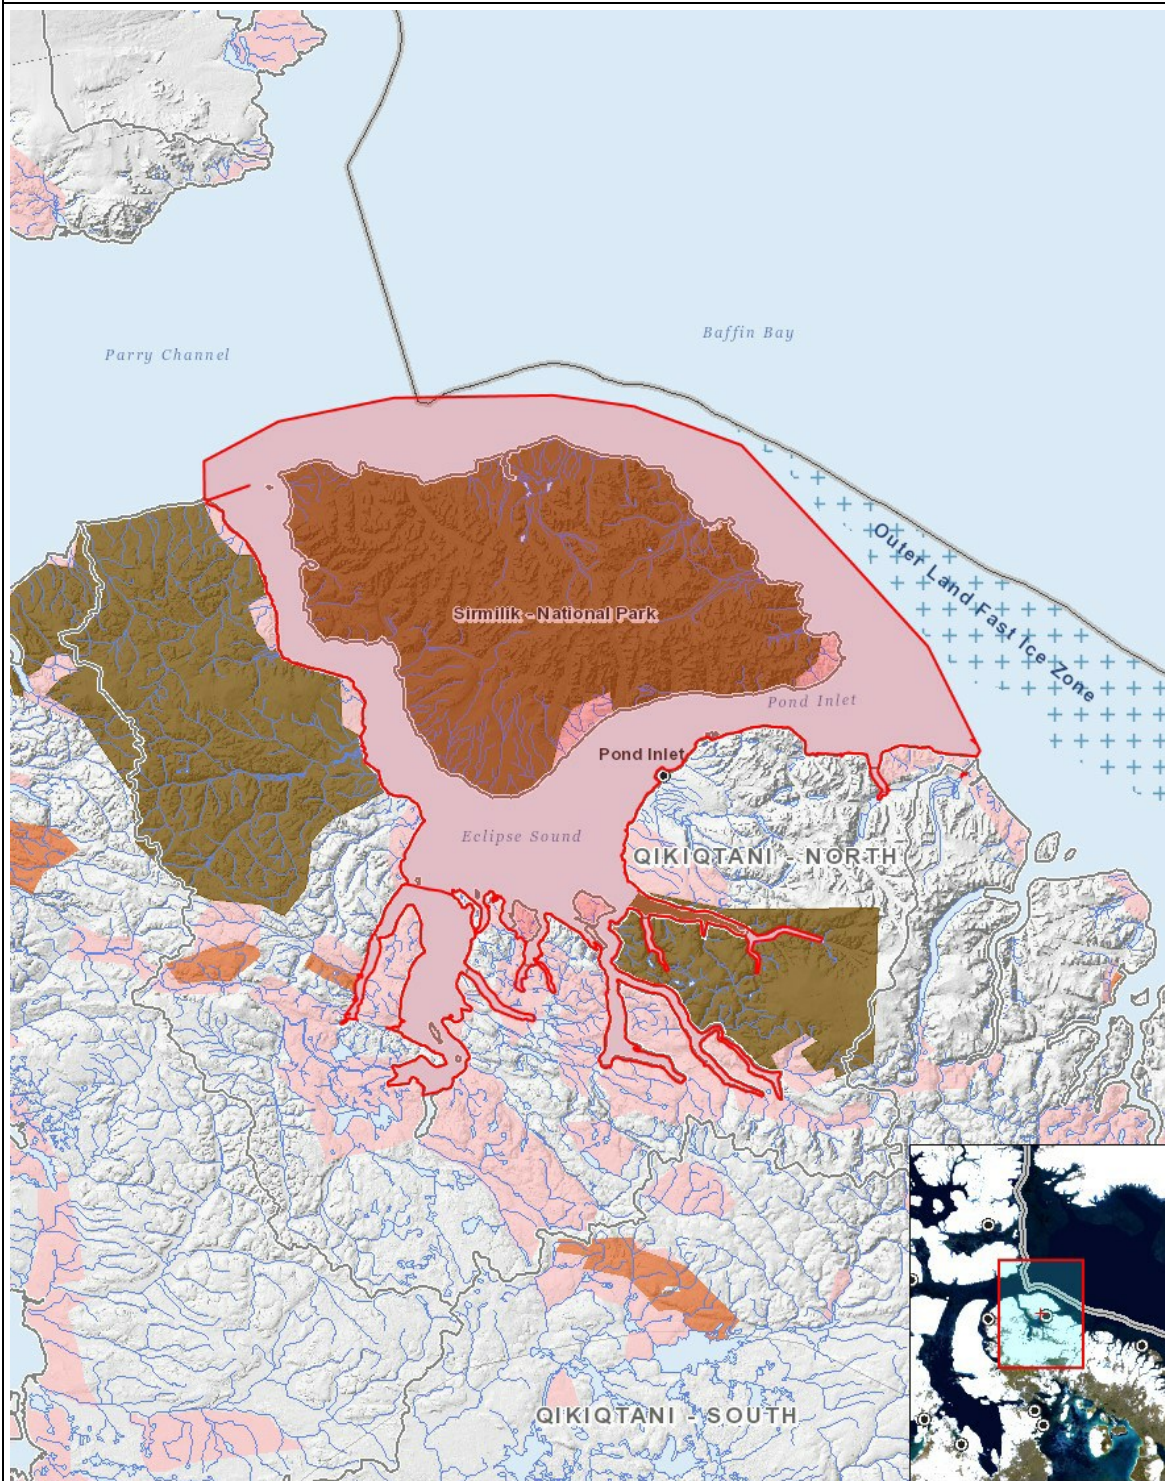 Baffin Bay
Parry Channel
Outer Land Fast Ice Zone
Sirmilik - National Park
Pond Inlet
Pond Inlet
Eclipse Sound
QIKIQTANI - NORTH
QIKIQTANI - SOUTH